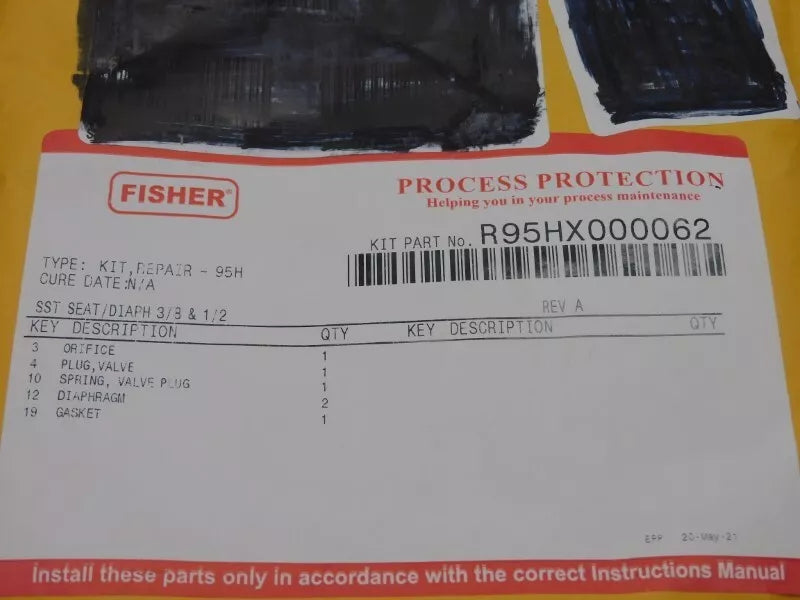 FISHER®
PROCESS PROTECTION
Helping you in your process maintenance
KIT PART No. R95HX000062
TYPE: KIT,REPAIR - 95H
CURE DATE:N/A
SST SEAT/DIAPH 3/8 & 1/2
REV A
KEY DESCRIPTION QTY KEY DESCRIPTION QTY
3 ORIFICE 1
4 PLUG,VALVE 1
10 SPRING, VALVE PLUG 1
12 DIAPHRAGM 2
19 GASKET 1
EPP 20-May-21
Install these parts only in accordance with the correct Instructions Manual